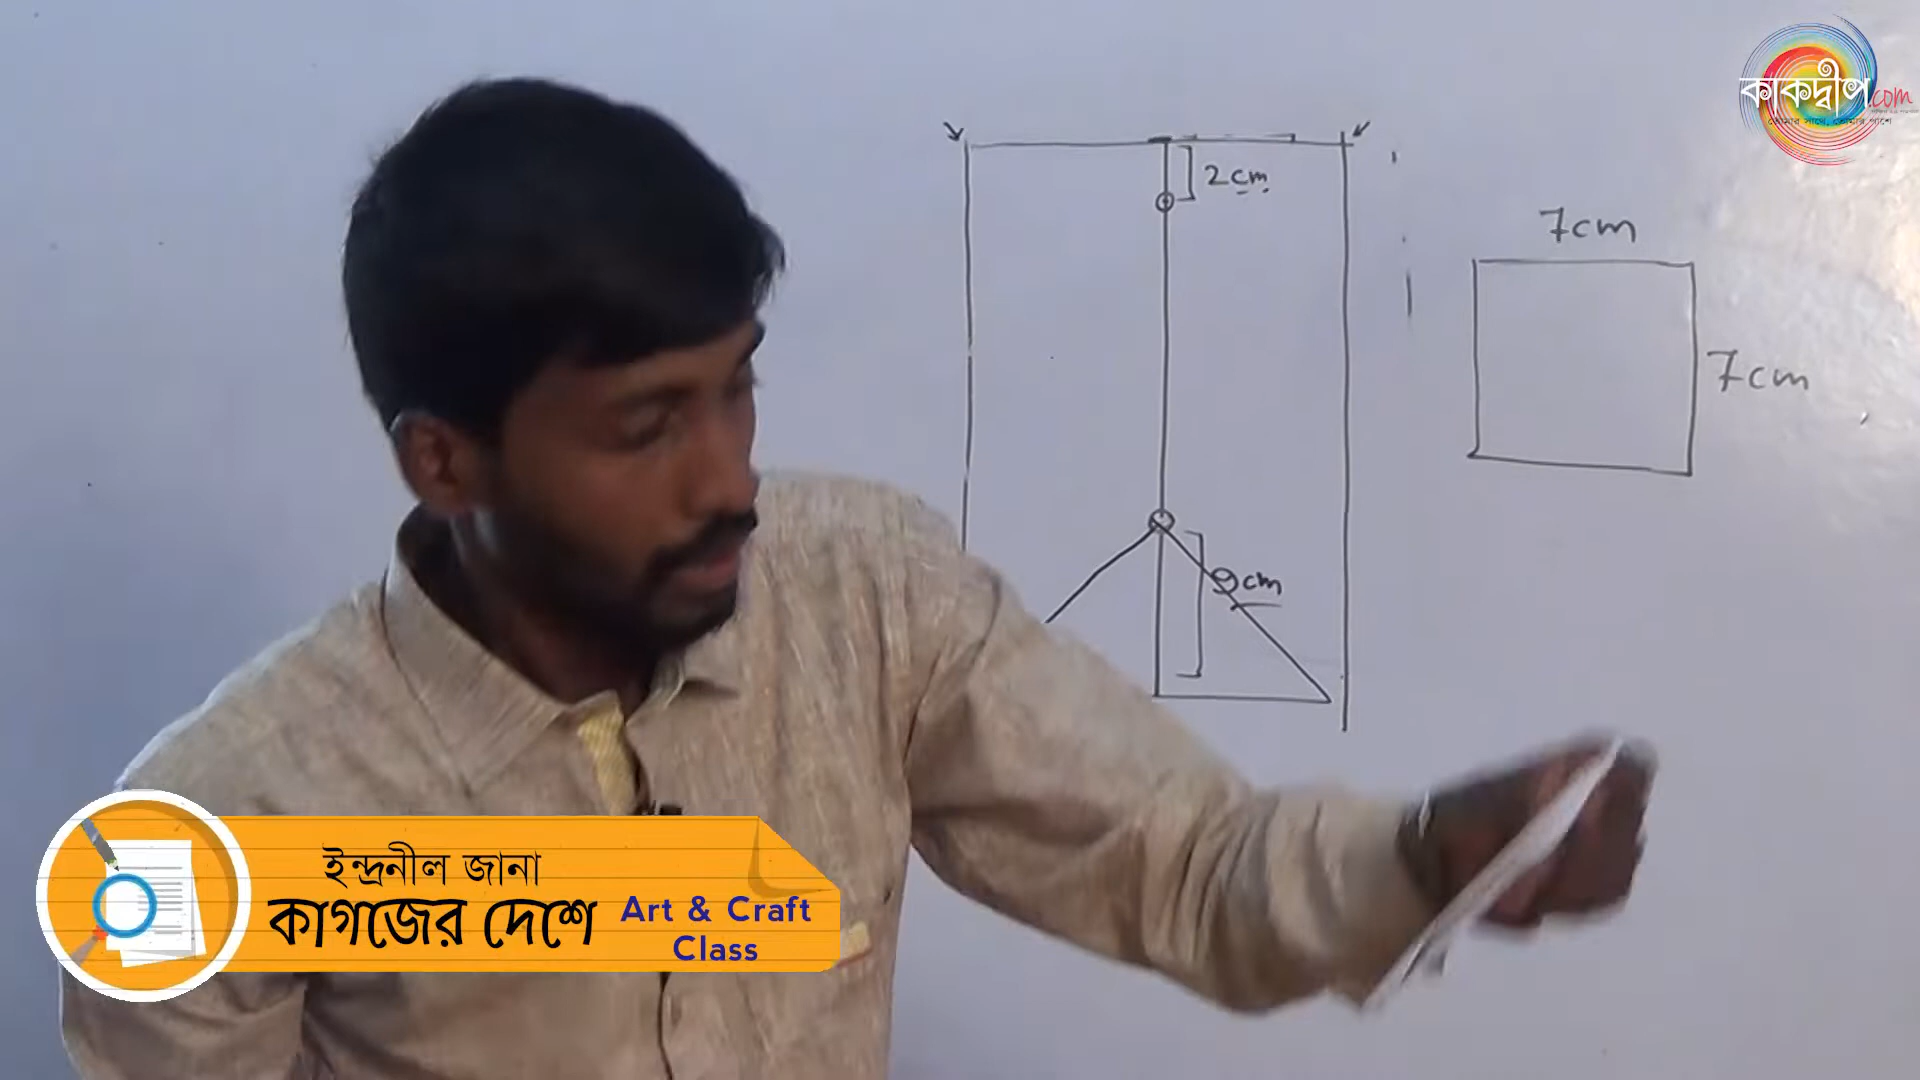 কাকদ্বীপ.com
তোমার সাথে, তোমার পাশে
2cm
7cm
7cm
9cm
ইন্দ্রনীল জানা
কাগজের দেশে
Art & Craft
Class